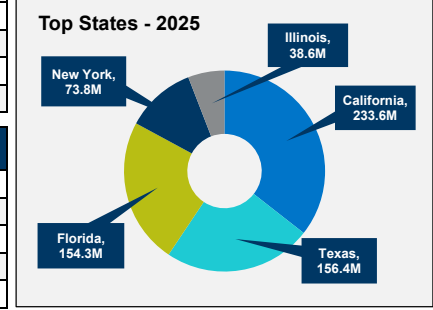 Top States - 2025
Illinois,
38.6M
New York,
73.8M
California,
233.6M
Florida,
154.3M
Texas,
156.4M